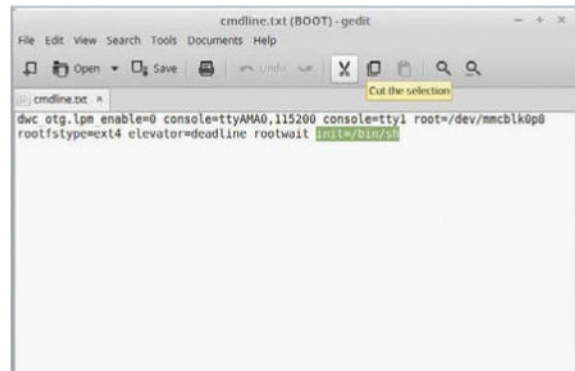 cmdline.txt (BOOT) - gedit
File Edit View Search Tools Documents Help
Open Save Undo
Cut the selection
cmdline.txt
dwc_otg.lpm_enable=0 console=ttyAMA0,115200 console=tty1 root=/dev/mmcblk0p8
rootfstype=ext4 elevator=deadline rootwait init=/bin/sh